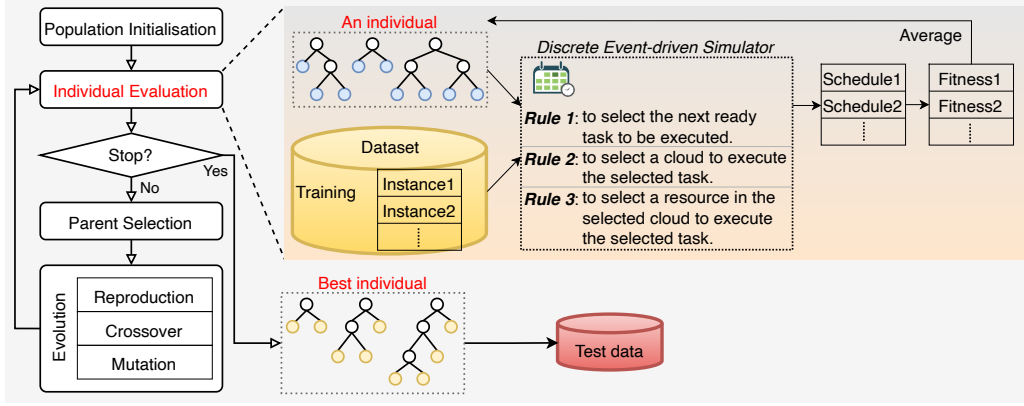 Population Initialisation
Individual Evaluation
Stop?
Yes
No
Parent Selection
Evolution
Reproduction
Crossover
Mutation
An individual
Dataset
Training
Instance1
Instance2
Discrete Event-driven Simulator
Rule 1: to select the next ready
task to be executed.
Rule 2: to select a cloud to execute
the selected task.
Rule 3: to select a resource in the
selected cloud to execute
the selected task.
Average
Schedule1
Schedule2
Fitness1
Fitness2
Best individual
Test data